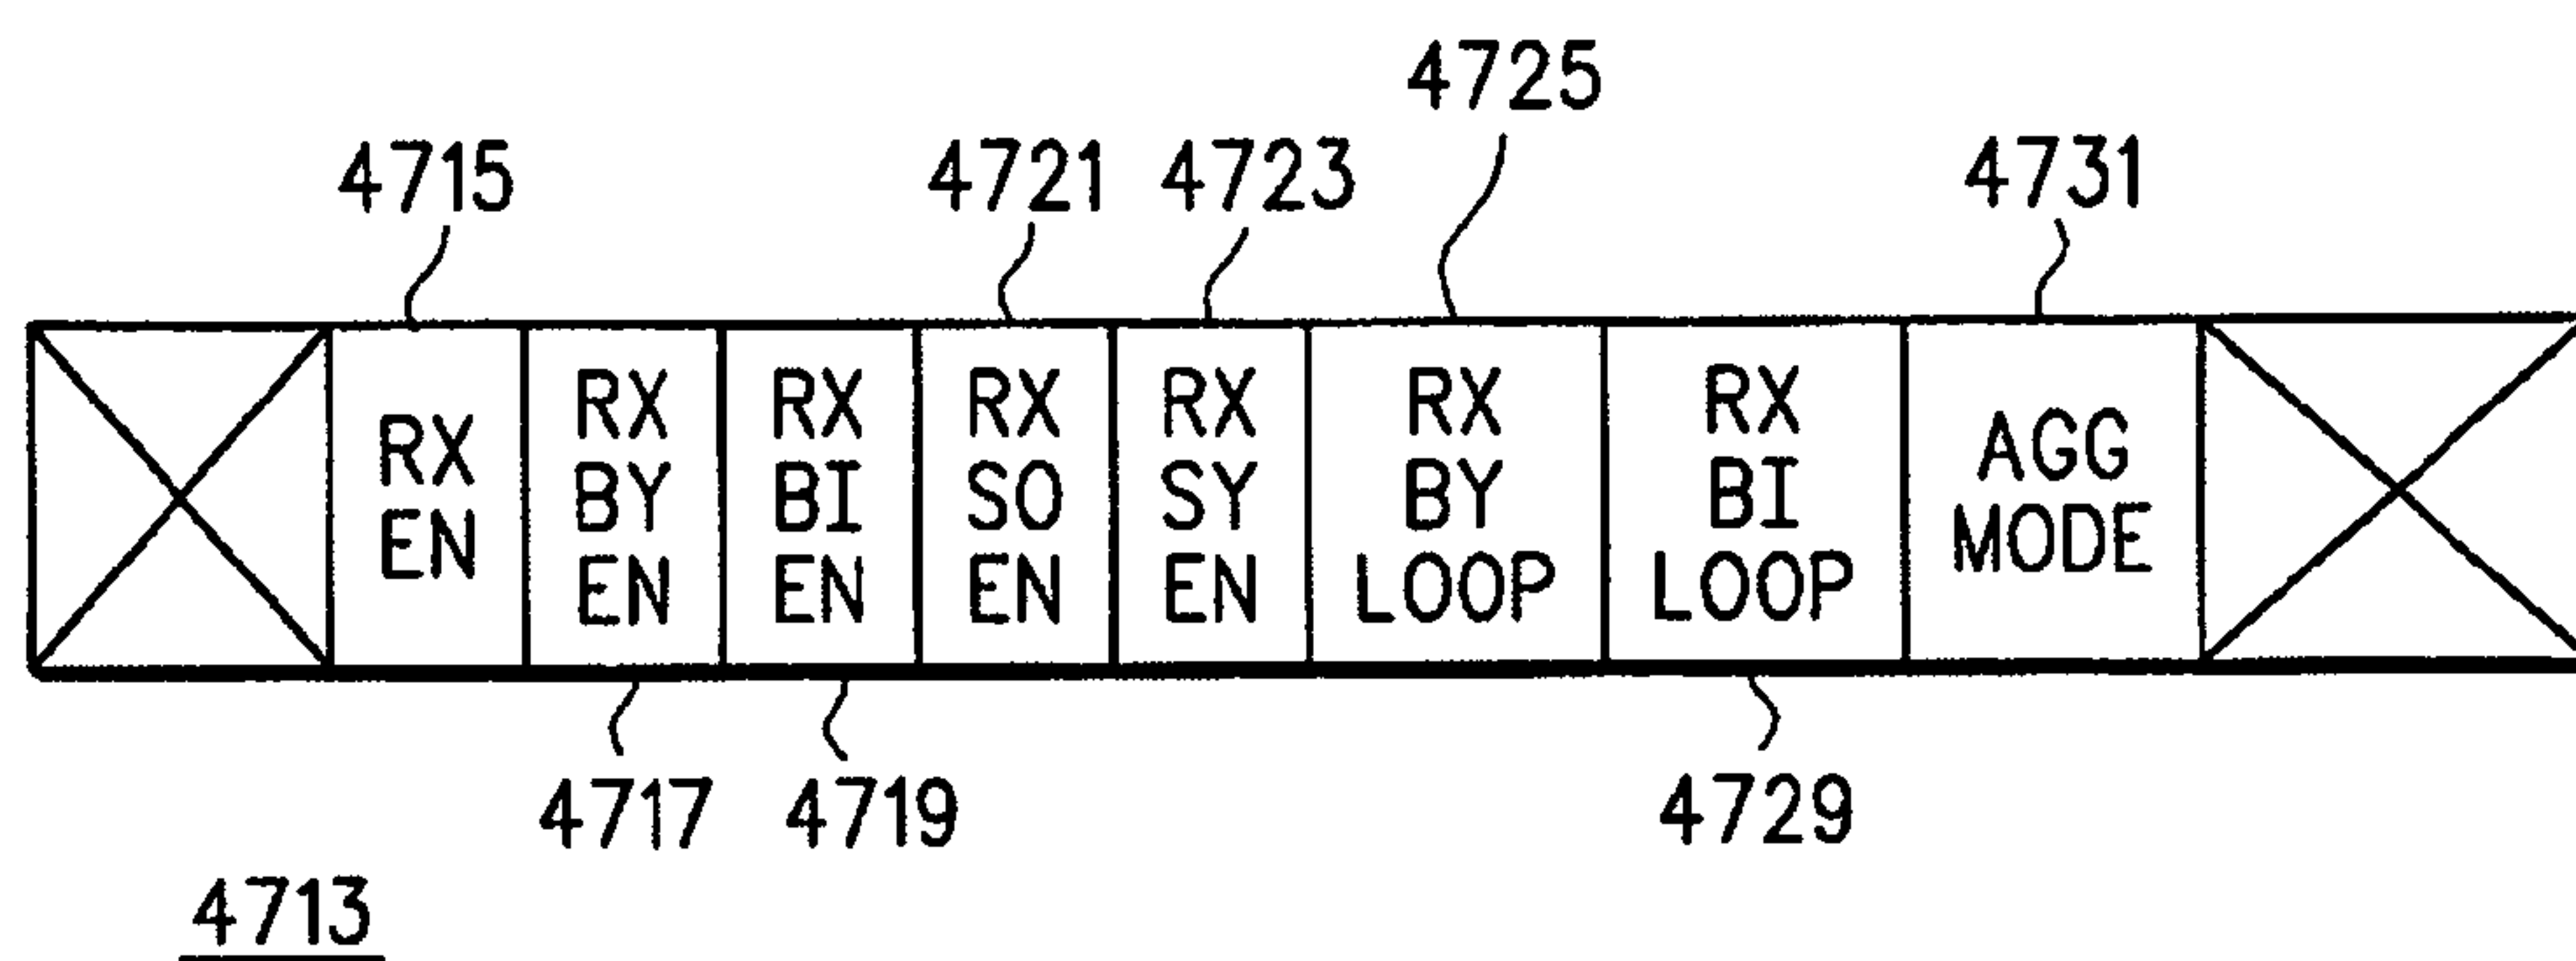 4725
4715
4721
4723
4731
RX
EN
RX
BY
EN
RX
BI
EN
RX
SO
EN
RX
SY
EN
RX
BY
LOOP
RX
BI
LOOP
AGG
MODE
4717
4719
4729
4713